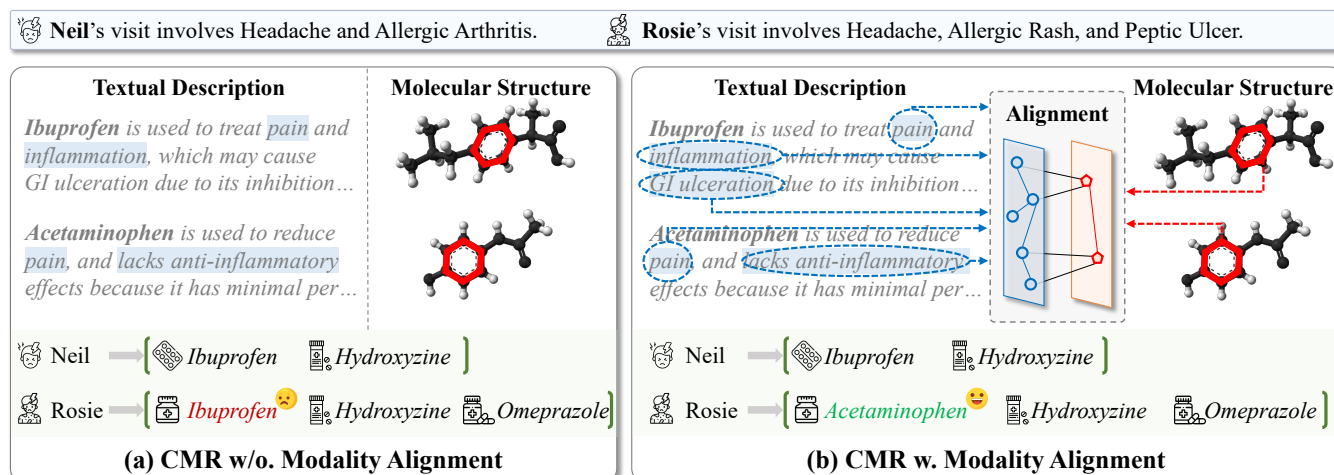 Neil's visit involves Headache and Allergic Arthritis.
Rosie's visit involves Headache, Allergic Rash, and Peptic Ulcer.
Textual Description
Molecular Structure
Ibuprofen is used to treat pain and
inflammation, which may cause
GI ulceration due to its inhibition…
Acetaminophen is used to reduce
pain, and lacks anti-inflammatory
effects because it has minimal per…
Neil
Ibuprofen
Hydroxyzine
Rosie
Ibuprofen
Hydroxyzine
Omeprazole
(a) CMR w/o. Modality Alignment
Textual Description
Alignment
Molecular Structure
Ibuprofen is used to treat pain and
inflammation, which may cause
GI ulceration due to its inhibition…
Acetaminophen is used to reduce
pain, and lacks anti-inflammatory
effects because it has minimal per…
Neil
Ibuprofen
Hydroxyzine
Rosie
Acetaminophen
Hydroxyzine
Omeprazole
(b) CMR w. Modality Alignment